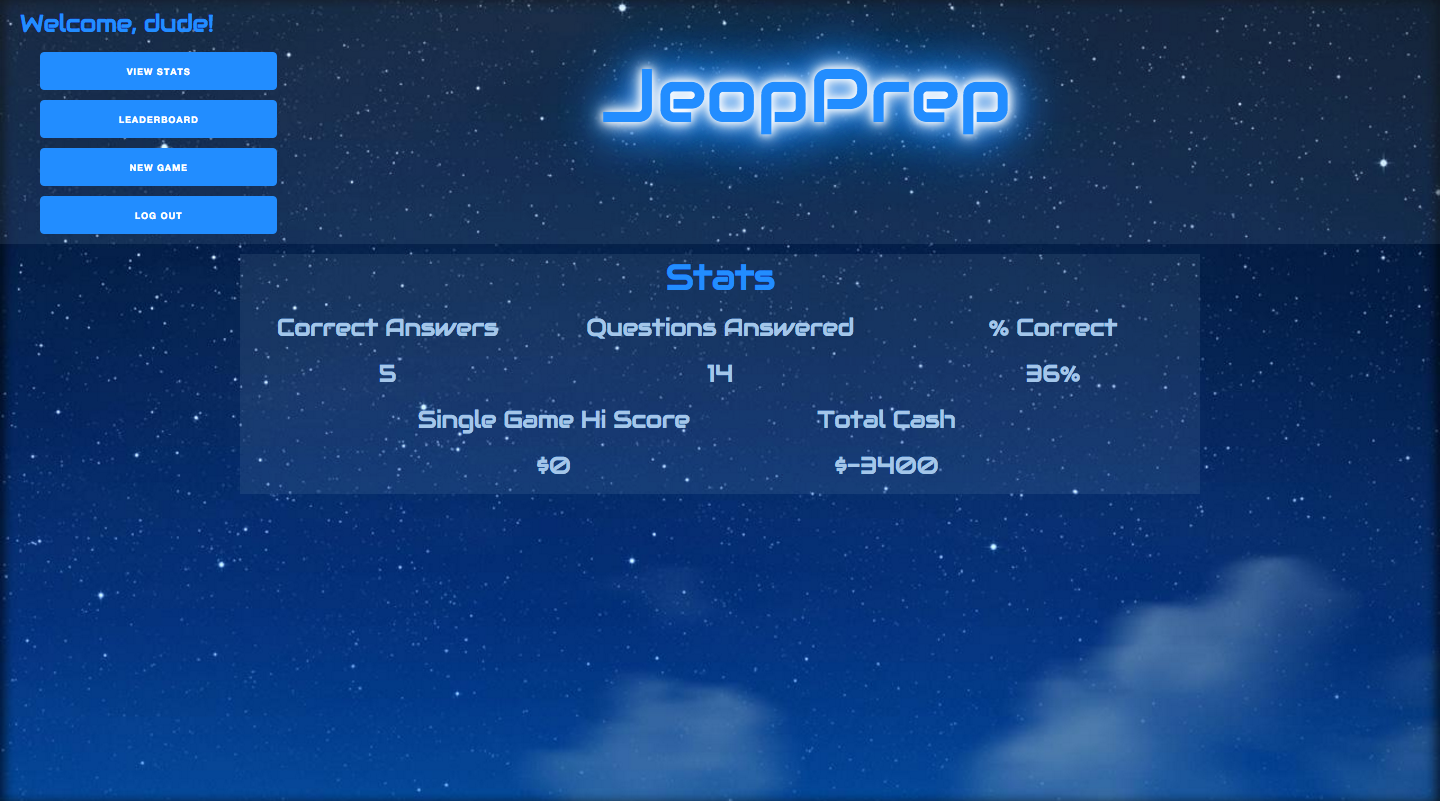 Welcome, dude!
VIEW STATS
LEADERBOARD
NEW GAME
LOG OUT
JeopPrep
Stats
Correct Answers Questions Answered % Correct
5 14 36%
Single Game Hi Score Total Cash
$0 $-3400